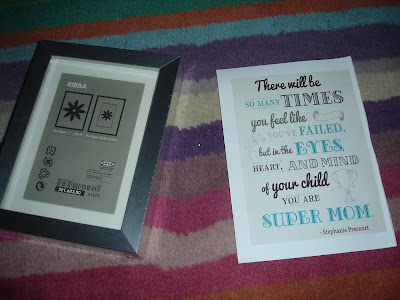 RIBBA
IKEA
There will be
SO MANY TIMES
you feel like
YOU'VE FAILED,
but in the EYES,
HEART, AND MIND
of your child
YOU ARE
SUPER MOM.
- Stephanie Precourt